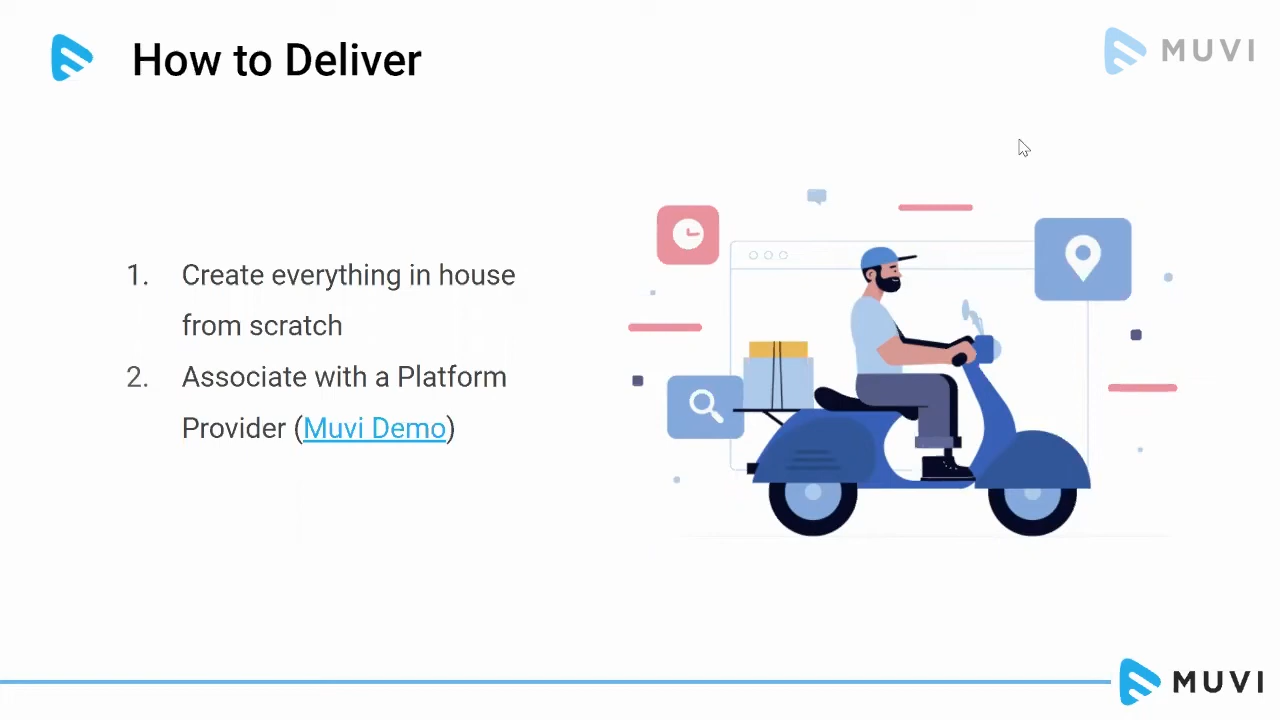 How to Deliver
MUVI
1. Create everything in house
from scratch
2. Associate with a Platform
Provider (Muvi Demo)
MUVI